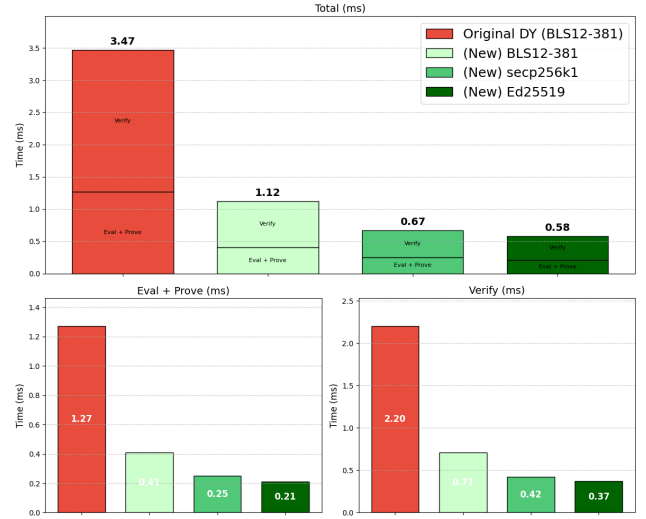 Total (ms)
Time (ms)
3.5
3.0
2.5
2.0
1.5
1.0
0.5
0.0
3.47
Verify
Eval + Prove
1.12
Verify
Eval + Prove
0.67
Verify
Eval + Prove
0.58
Verify
Eval + Prove
Original DY (BLS12-381)
(New) BLS12-381
(New) secp256k1
(New) Ed25519
Eval + Prove (ms)
Time (ms)
1.4
1.2
1.0
0.8
0.6
0.4
0.2
0.0
1.27
0.41
0.25
0.21
Verify (ms)
Time (ms)
2.5
2.0
1.5
1.0
0.5
0.0
2.20
0.71
0.42
0.37